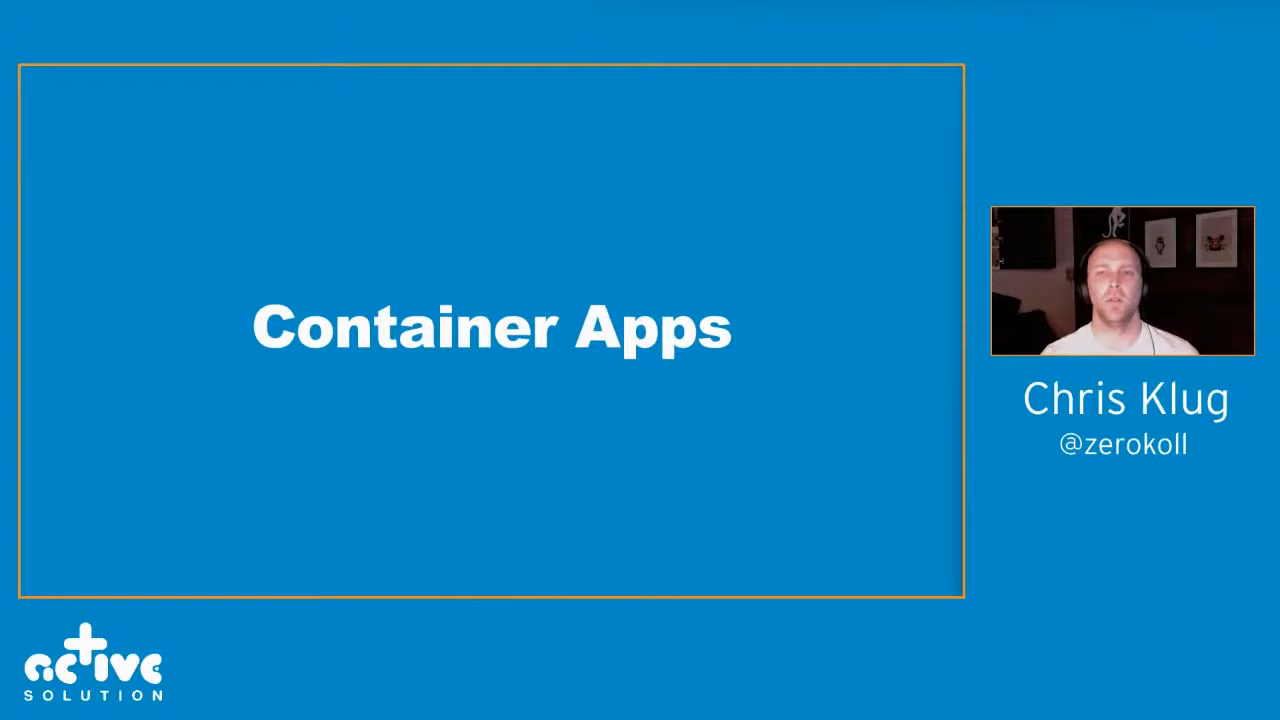 Container Apps
Chris Klug
@zerokoll
active
SOLUTION